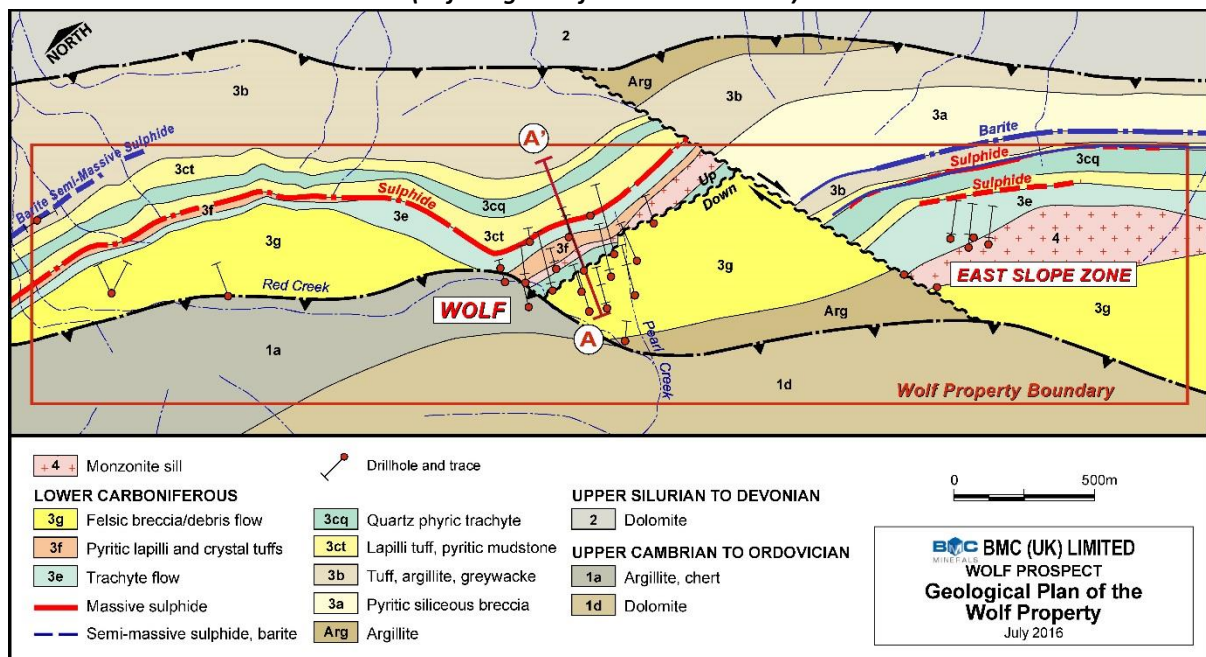 NORTH
2
Arg
3b
3b
3a
Barite
Sulphide
3cq
Sulphide
3b
3e
4
EAST SLOPE ZONE
3g
Barite Semi-Massive Sulphide
3ct
A'
Up
Down
3f
Sulphide
3e
3cq
3ct
3f
3g
3g
Red Creek
WOLF
A
Arg
Pearl
Creek
1a
1d
Wolf Property Boundary
4 Monzonite sill
LOWER CARBONIFEROUS
3g Felsic breccia/debris flow
3f Pyritic lapilli and crystal tuffs
3e Trachyte flow
Massive sulphide
Semi-massive sulphide, barite
Drillhole and trace
3cq Quartz phyric trachyte
3ct Lapilli tuff, pyritic mudstone
3b Tuff, argillite, greywacke
3a Pyritic siliceous breccia
Arg Argillite
UPPER SILURIAN TO DEVONIAN
2 Dolomite
UPPER CAMBRIAN TO ORDOVICIAN
1a Argillite, chert
1d Dolomite
0 500m
BMC MINERALS
BMC (UK) LIMITED
WOLF PROSPECT
Geological Plan of the
Wolf Property
July 2016